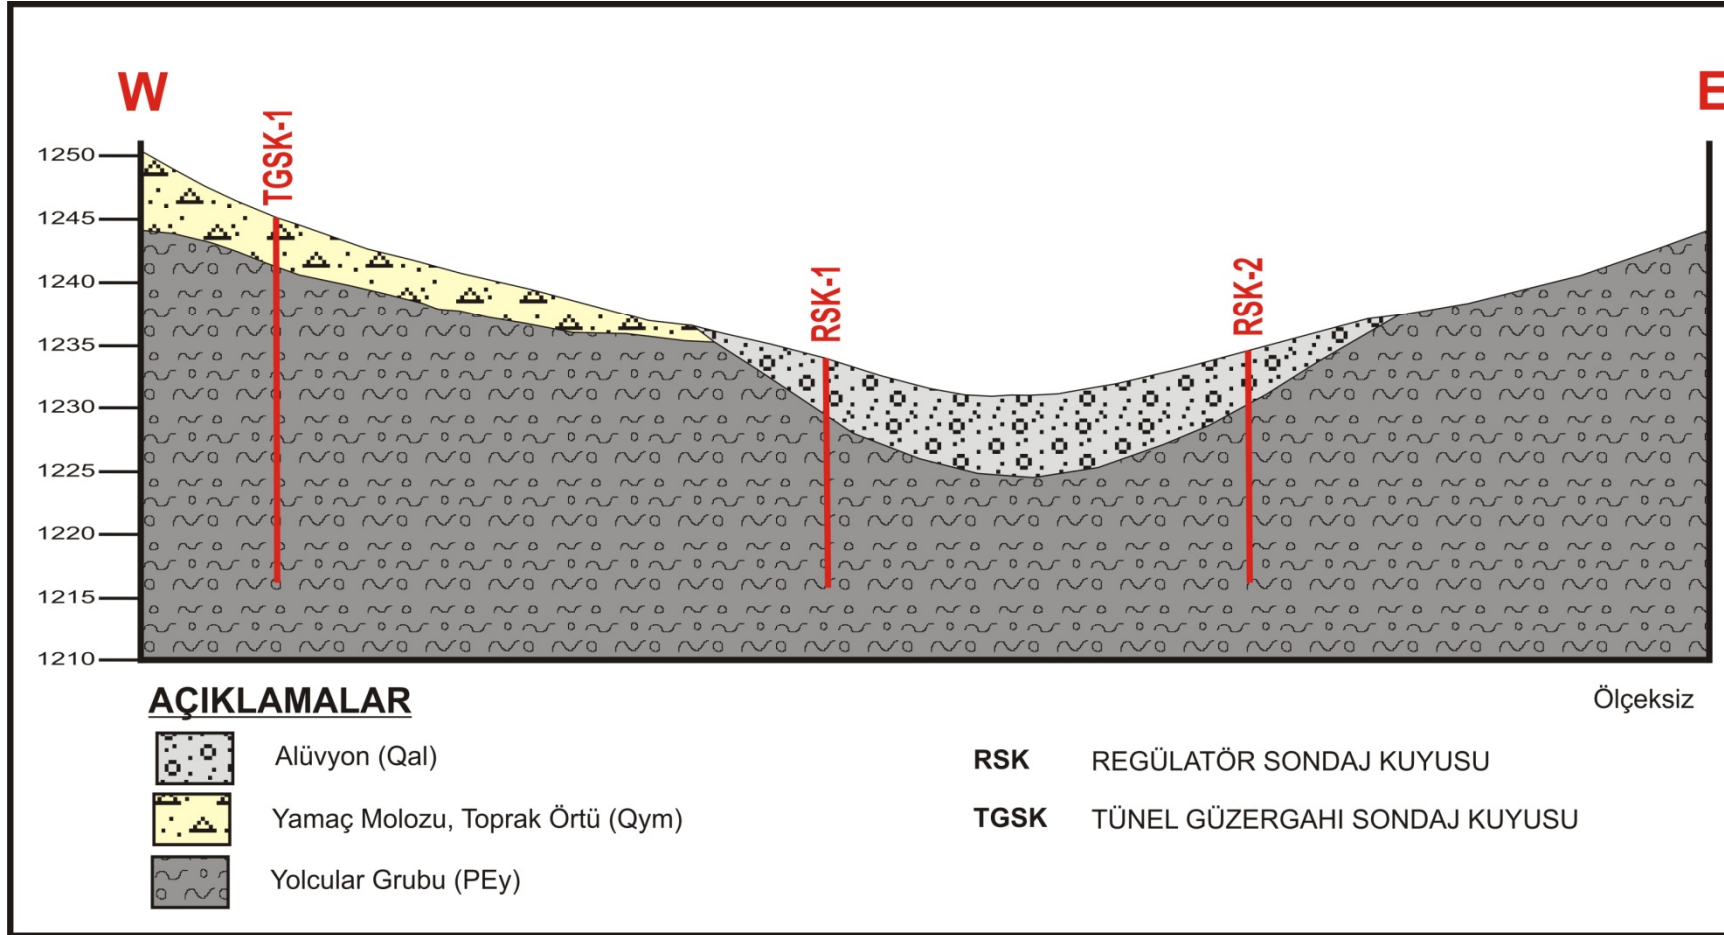 W
E
TGSK-1
RSK-1
RSK-2
1250
1245
1240
1235
1230
1225
1220
1215
1210
AÇIKLAMALAR
Ölçeksiz
Alüvyon (Qal)
Yamaç Molozu, Toprak Örtü (Qym)
Yolcular Grubu (PEy)
RSK REGÜLATÖR SONDAJ KUYUSU
TGSK TÜNEL GÜZERGAHI SONDAJ KUYUSU